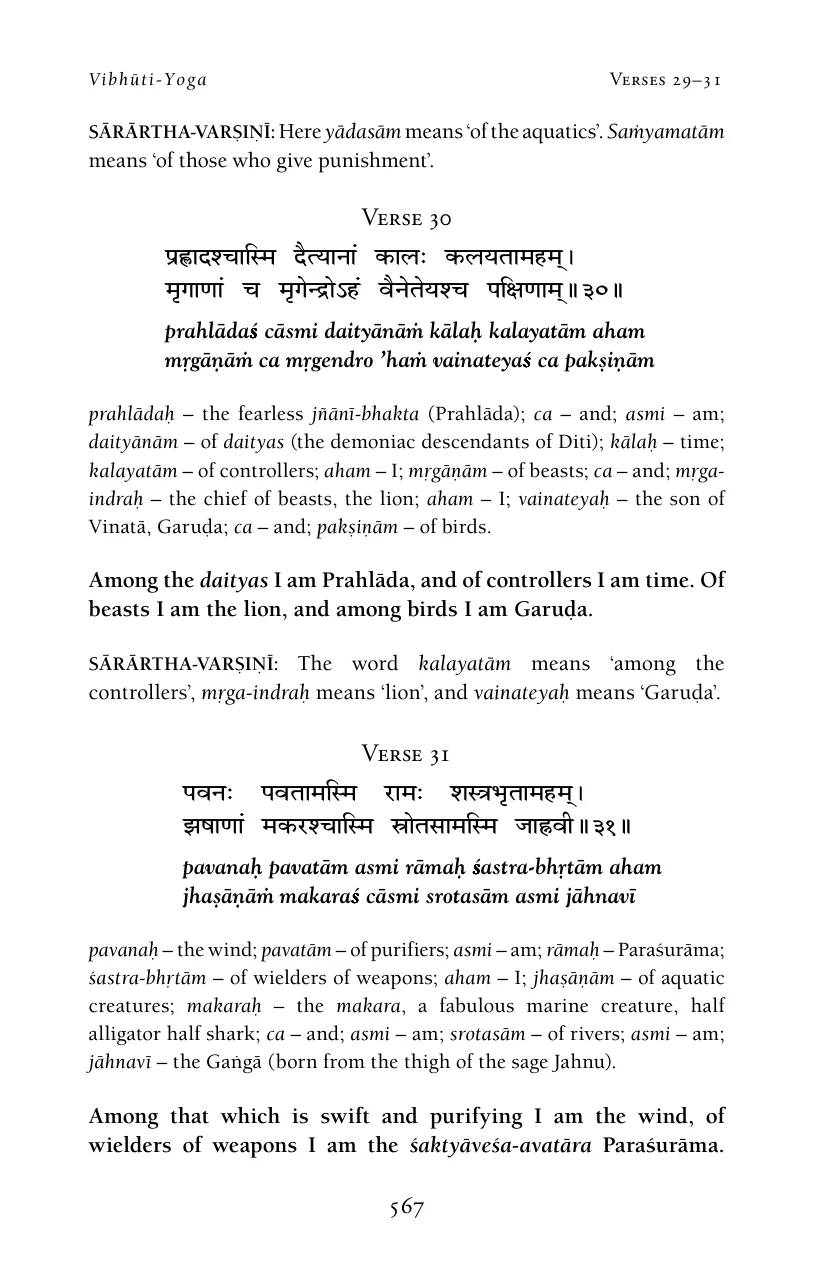 Vibhūti-Yoga
Verses 29–31
SĀRĀRTHA-VARṢIṆĪ: Here yādasām means ‘of the aquatics’. Saṁyamatām
means ‘of those who give punishment’.
Verse 30
प्रह्लादश्चास्मि दैत्यानां कालः कलयतामहम्।
मृगाणां च मृगेन्द्रोऽहं वैनेतेयश्च पक्षिणाम्॥३०॥
prahlādaś cāsmi daityānāṁ kālaḥ kalayatām aham
mṛgāṇāṁ ca mṛgendro ’haṁ vainateyaś ca pakṣiṇām
prahlādaḥ – the fearless jñānī-bhakta (Prahlāda); ca – and; asmi – am;
daityānām – of daityas (the demoniac descendants of Diti); kālaḥ – time;
kalayatām – of controllers; aham – I; mṛgāṇām – of beasts; ca – and; mṛga-
indraḥ – the chief of beasts, the lion; aham – I; vainateyaḥ – the son of
Vinatā, Garuḍa; ca – and; pakṣiṇām – of birds.
Among the daityas I am Prahlāda, and of controllers I am time. Of
beasts I am the lion, and among birds I am Garuḍa.
SĀRĀRTHA-VARṢIṆĪ: The word kalayatām means ‘among the
controllers’, mṛga-indraḥ means ‘lion’, and vainateyaḥ means ‘Garuḍa’.
Verse 31
पवनः पवतामस्मि रामः शस्त्रभृतामहम्।
झषाणां मकरश्चास्मि स्रोतसामस्मि जाह्नवी॥३१॥
pavanaḥ pavatām asmi rāmaḥ śastra-bhṛtām aham
jhaṣāṇāṁ makaraś cāsmi srotasām asmi jāhnavī
pavanaḥ – the wind; pavatām – of purifiers; asmi – am; rāmaḥ – Paraśurāma;
śastra-bhṛtām – of wielders of weapons; aham – I; jhaṣāṇām – of aquatic
creatures; makaraḥ – the makara, a fabulous marine creature, half
alligator half shark; ca – and; asmi – am; srotasām – of rivers; asmi – am;
jāhnavī – the Gaṅgā (born from the thigh of the sage Jahnu).
Among that which is swift and purifying I am the wind, of
wielders of weapons I am the śaktyāveśa-avatāra Paraśurāma.
567